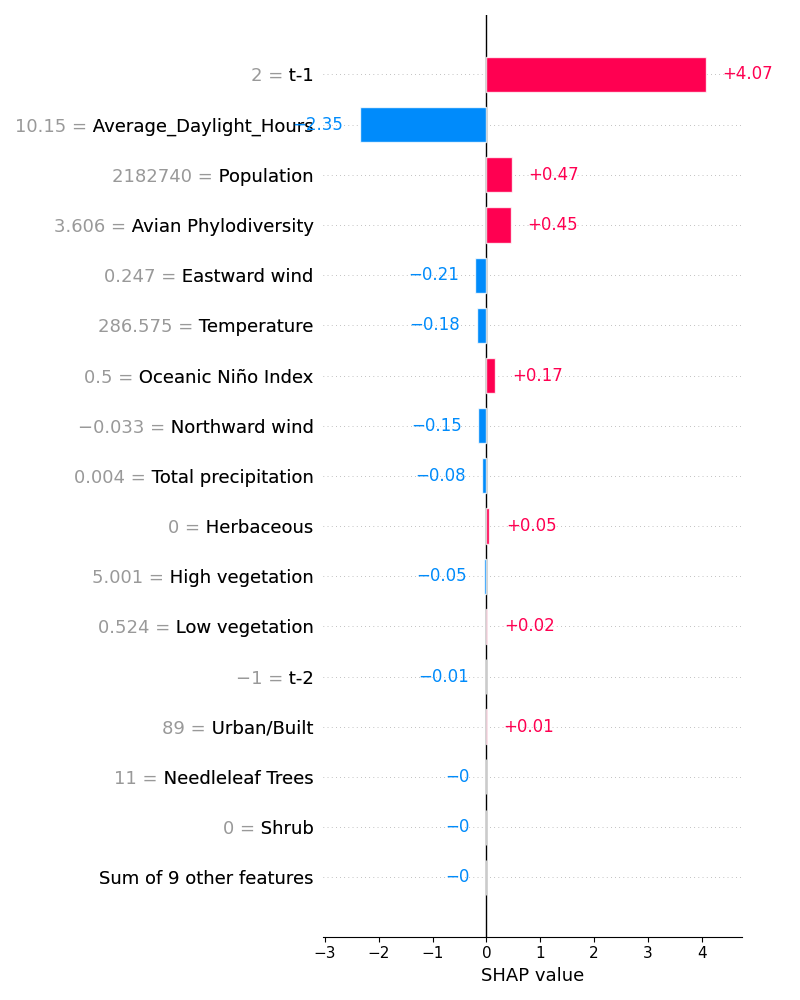 2 = t-1 +4.07
10.15 = Average_Daylight_Hours −2.35
2182740 = Population +0.47
3.606 = Avian Phylodiversity +0.45
0.247 = Eastward wind −0.21
286.575 = Temperature −0.18
0.5 = Oceanic Niño Index +0.17
−0.033 = Northward wind −0.15
0.004 = Total precipitation −0.08
0 = Herbaceous +0.05
5.001 = High vegetation −0.05
0.524 = Low vegetation +0.02
−1 = t-2 −0.01
89 = Urban/Built +0.01
11 = Needleleaf Trees −0
0 = Shrub −0
Sum of 9 other features −0
−3 −2 −1 0 1 2 3 4
SHAP value